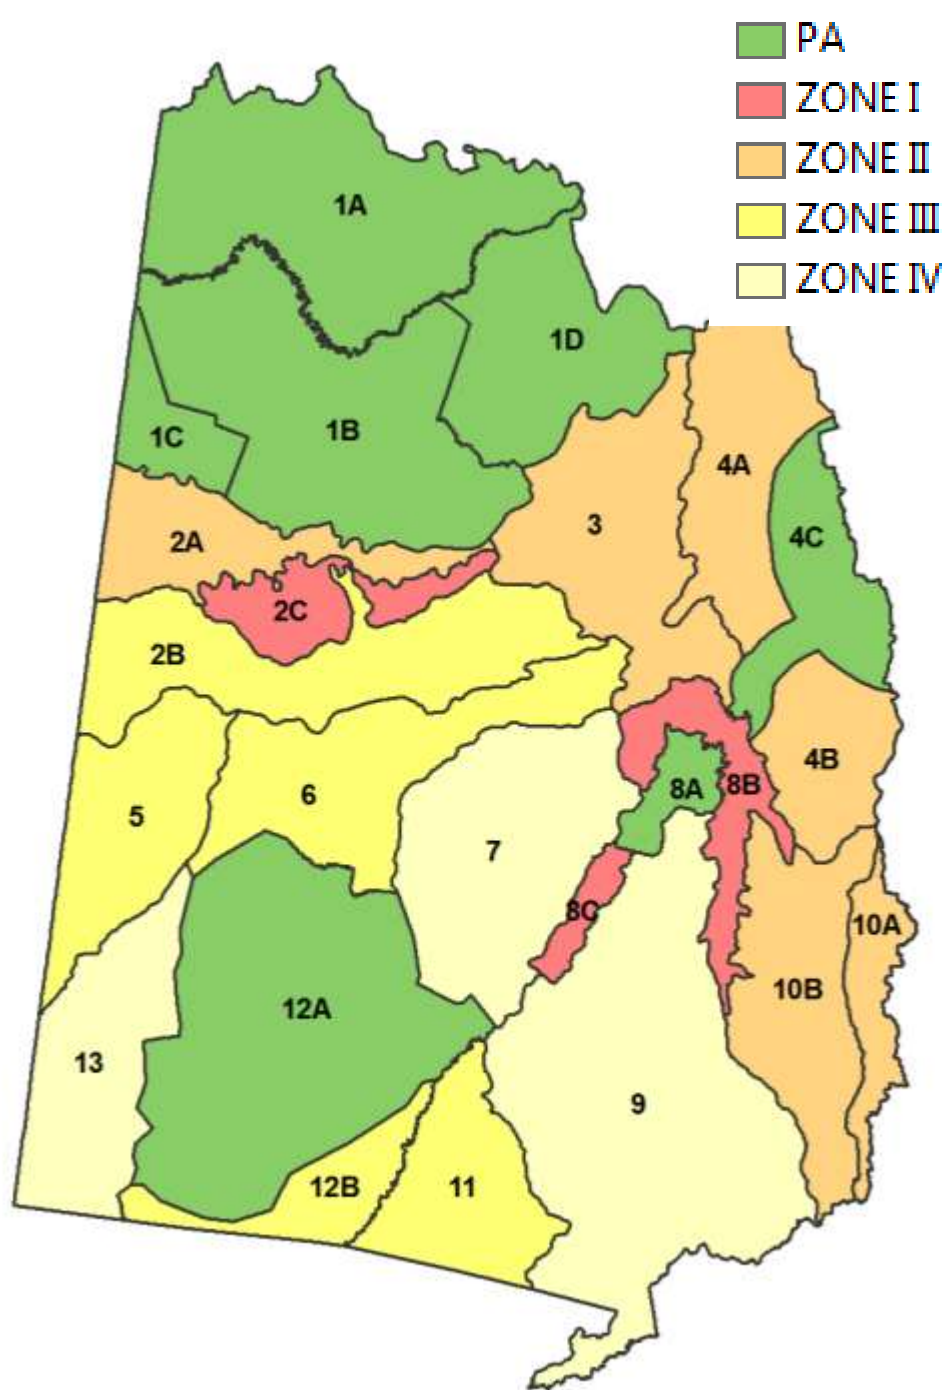 PA
ZONE I
ZONE II
ZONE III
ZONE IV
1A
1D
1B
1C
4A
3
4C
2A
2C
2B
4B
8A
8B
6
5
7
8C
10A
10B
12A
13
9
12B
11